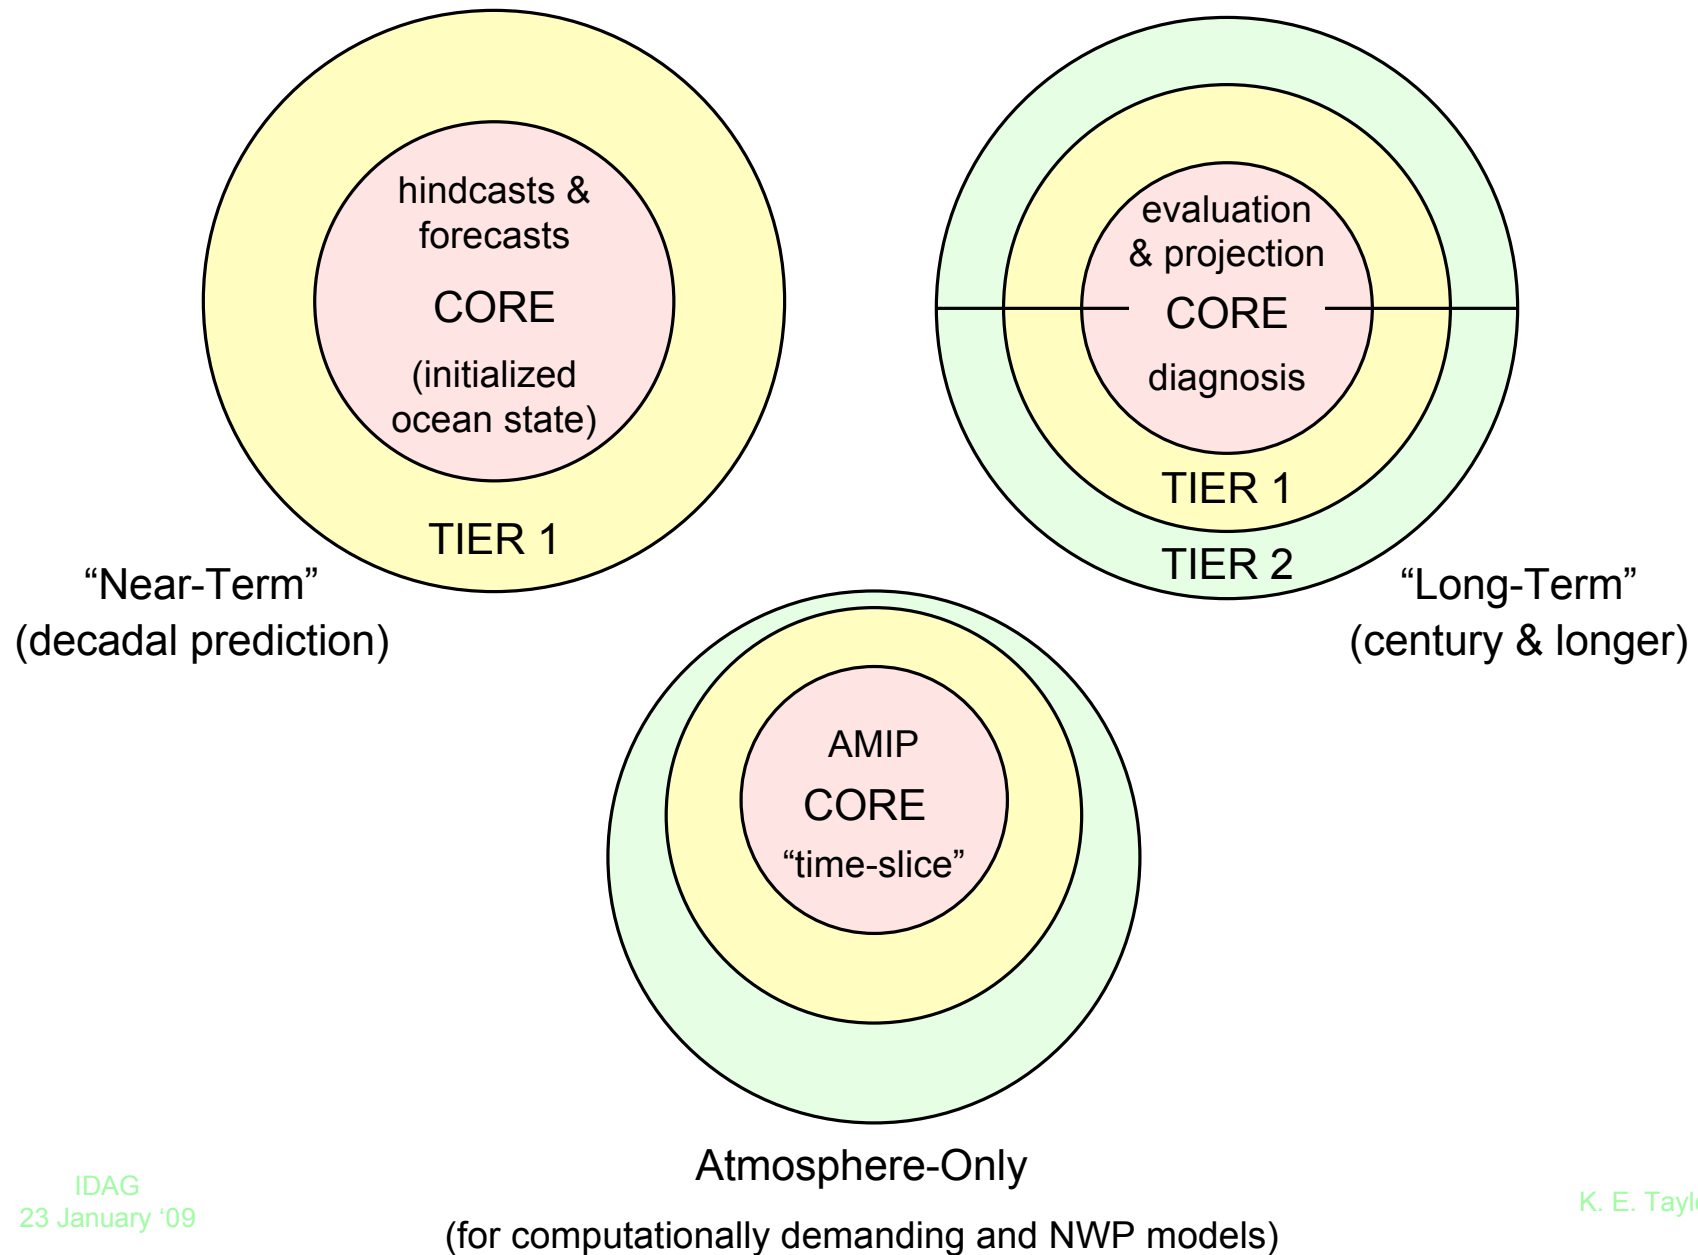 hindcasts &
forecasts
CORE
(initialized
ocean state)
TIER 1
“Near-Term”
(decadal prediction)
evaluation
& projection
CORE
diagnosis
TIER 1
TIER 2
“Long-Term”
(century & longer)
AMIP
CORE
“time-slice”
Atmosphere-Only
(for computationally demanding and NWP models)
IDAG
23 January ‘09
K. E.